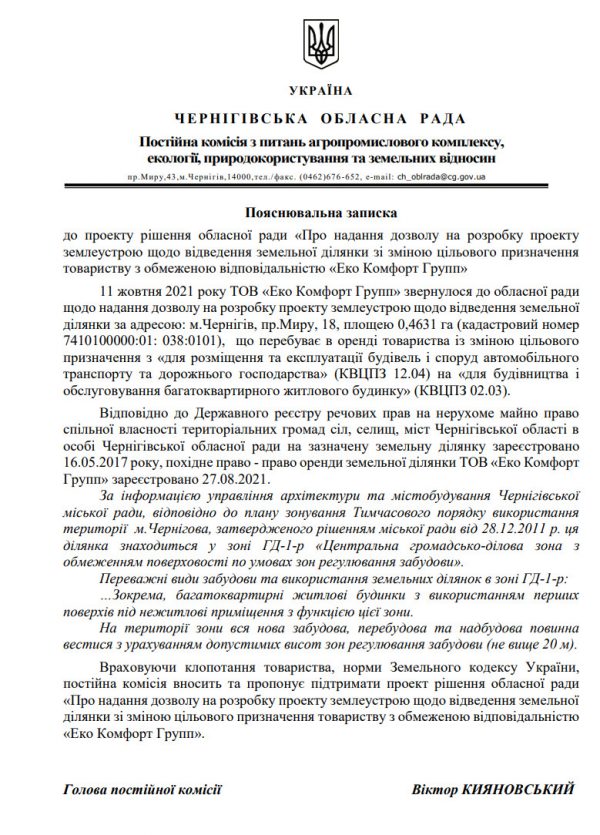 УКРАЇНА
ЧЕРНІГІВСЬКА ОБЛАСНА РАДА
Постійна комісія з питань агропромислового комплексу,
екології, природокористування та земельних відносин
пр.Миру,43,м.Чернігів,14000,тел./факс. (0462)676-652, e-mail: ch_oblrada@cg.gov.ua
Пояснювальна записка
до проекту рішення обласної ради «Про надання дозволу на розробку проекту
землеустрою щодо відведення земельної ділянки зі зміною цільового призначення
товариству з обмеженою відповідальністю «Еко Комфорт Групп»
11 жовтня 2021 року ТОВ «Еко Комфорт Групп» звернулося до обласної ради
щодо надання дозволу на розробку проекту землеустрою щодо відведення земельної
ділянки за адресою: м.Чернігів, пр.Миру, 18, площею 0,4631 га (кадастровий номер
7410100000:01: 038:0101), що перебуває в оренді товариства із зміною цільового
призначення з «для розміщення та експлуатації будівель і споруд автомобільного
транспорту та дорожнього господарства» (КВЦПЗ 12.04) на «для будівництва і
обслуговування багатоквартирного житлового будинку» (КВЦПЗ 02.03).
Відповідно до Державного реєстру речових прав на нерухоме майно право
спільної власності територіальних громад сіл, селищ, міст Чернігівської області в
особі Чернігівської обласної ради на зазначену земельну ділянку зареєстровано
16.05.2017 року, похідне право - право оренди земельної ділянки ТОВ «Еко Комфорт
Групп» зареєстровано 27.08.2021.
За інформацією управління архітектури та містобудування Чернігівської
міської ради, відповідно до плану зонування Тимчасового порядку використання
території м.Чернігова, затвердженого рішенням міської ради від 28.12.2011 р. ця
ділянка знаходиться у зоні ГД-1-р «Центральна громадсько-ділова зона з
обмеженням поверховості по умовах зон регулювання забудови».
Переважні види забудови та використання земельних ділянок в зоні ГД-1-р:
…Зокрема, багатоквартирні житлові будинки з використанням перших
поверхів під нежитлові приміщення з функцією цієї зони.
На території зони вся нова забудова, перебудова та надбудова повинна
вестися з урахуванням допустимих висот зон регулювання забудови (не вище 20 м).
Враховуючи клопотання товариства, норми Земельного кодексу України,
постійна комісія вносить та пропонує підтримати проект рішення обласної ради
«Про надання дозволу на розробку проекту землеустрою щодо відведення земельної
ділянки зі зміною цільового призначення товариству з обмеженою відповідальністю
«Еко Комфорт Групп».
Голова постійної комісії Віктор КИЯНОВСЬКИЙ